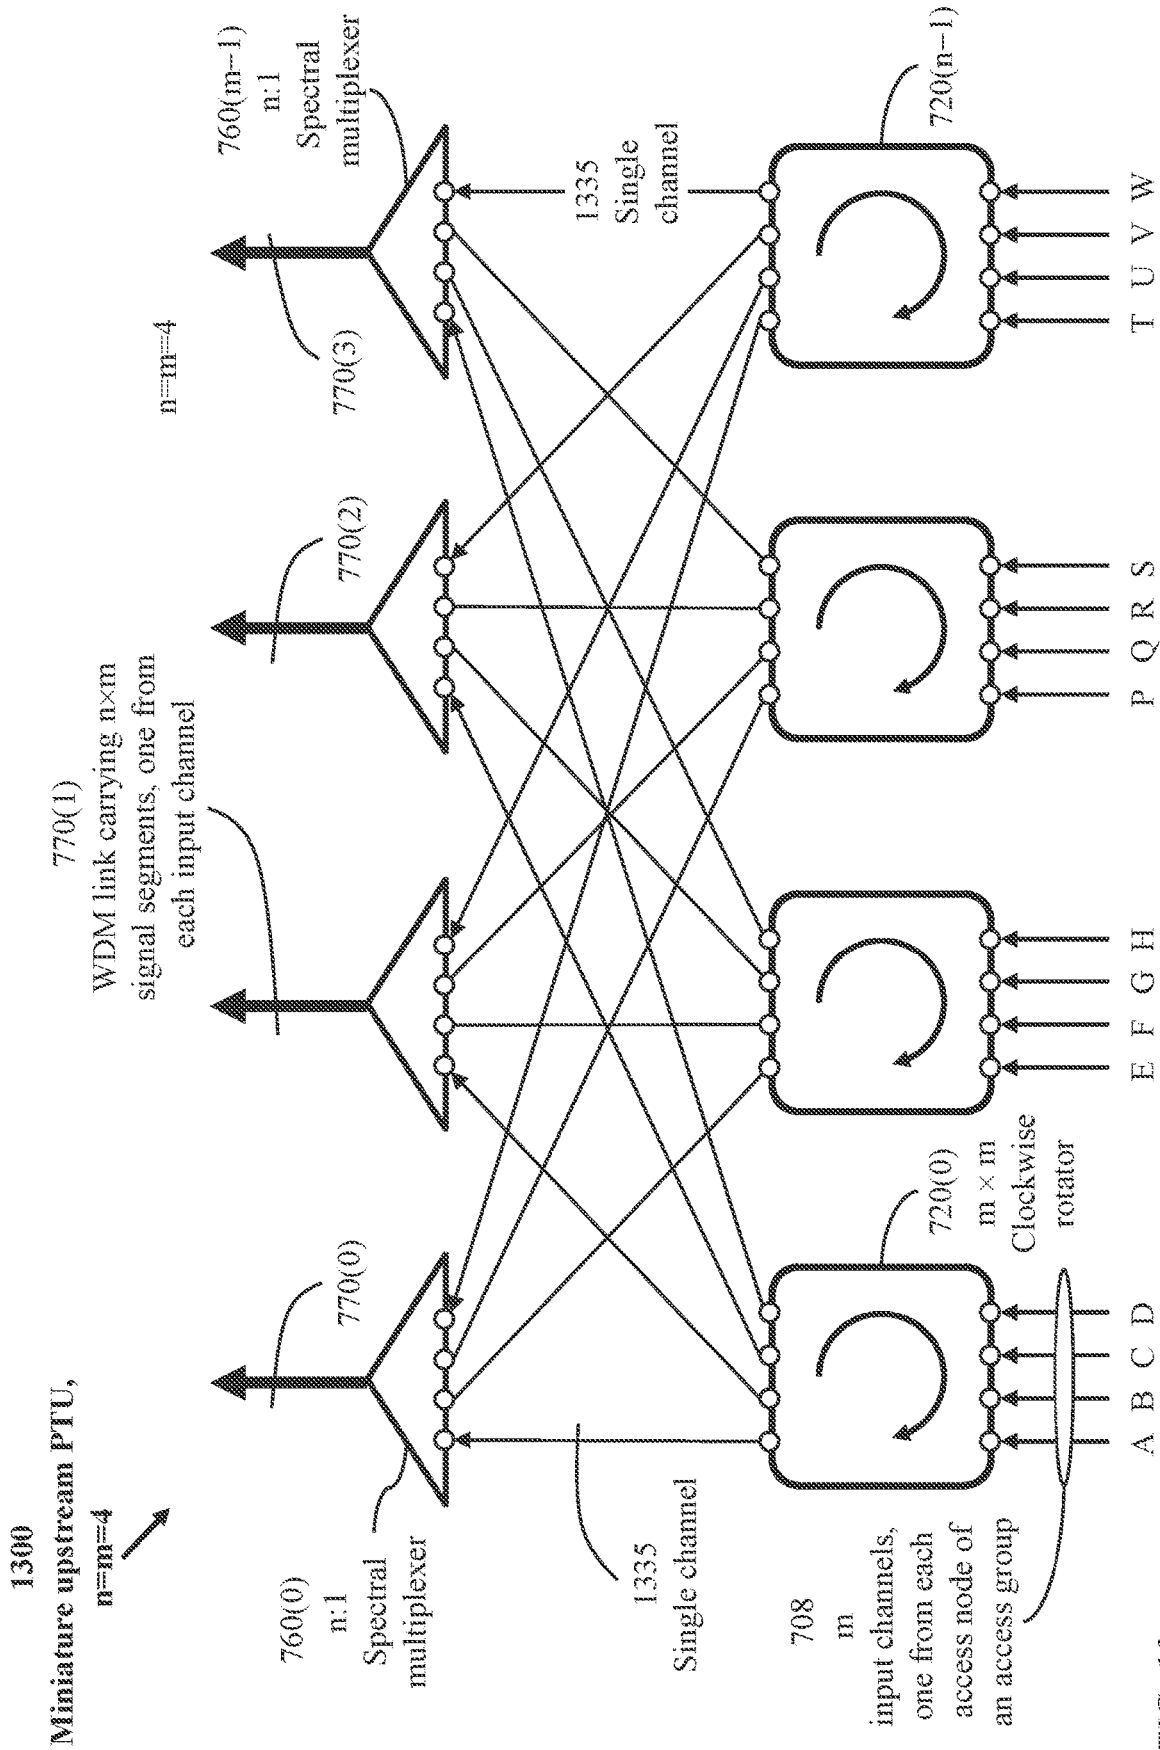 1300
Miniature upstream PTU,
n=m=4
770(1)
WDM link carrying n×m
signal segments, one from
each input channel
n=m=4
760(m−1)
n:1
Spectral
multiplexer
770(0)
770(2)
770(3)
760(0)
n:1
Spectral
multiplexer
1335
Single channel
1335
Single
channel
708
m
input channels,
one from each
access node of
an access group
720(0)
m × m
Clockwise
rotator
720(n−1)
A B C D
E F G H
P Q R S
T U V W